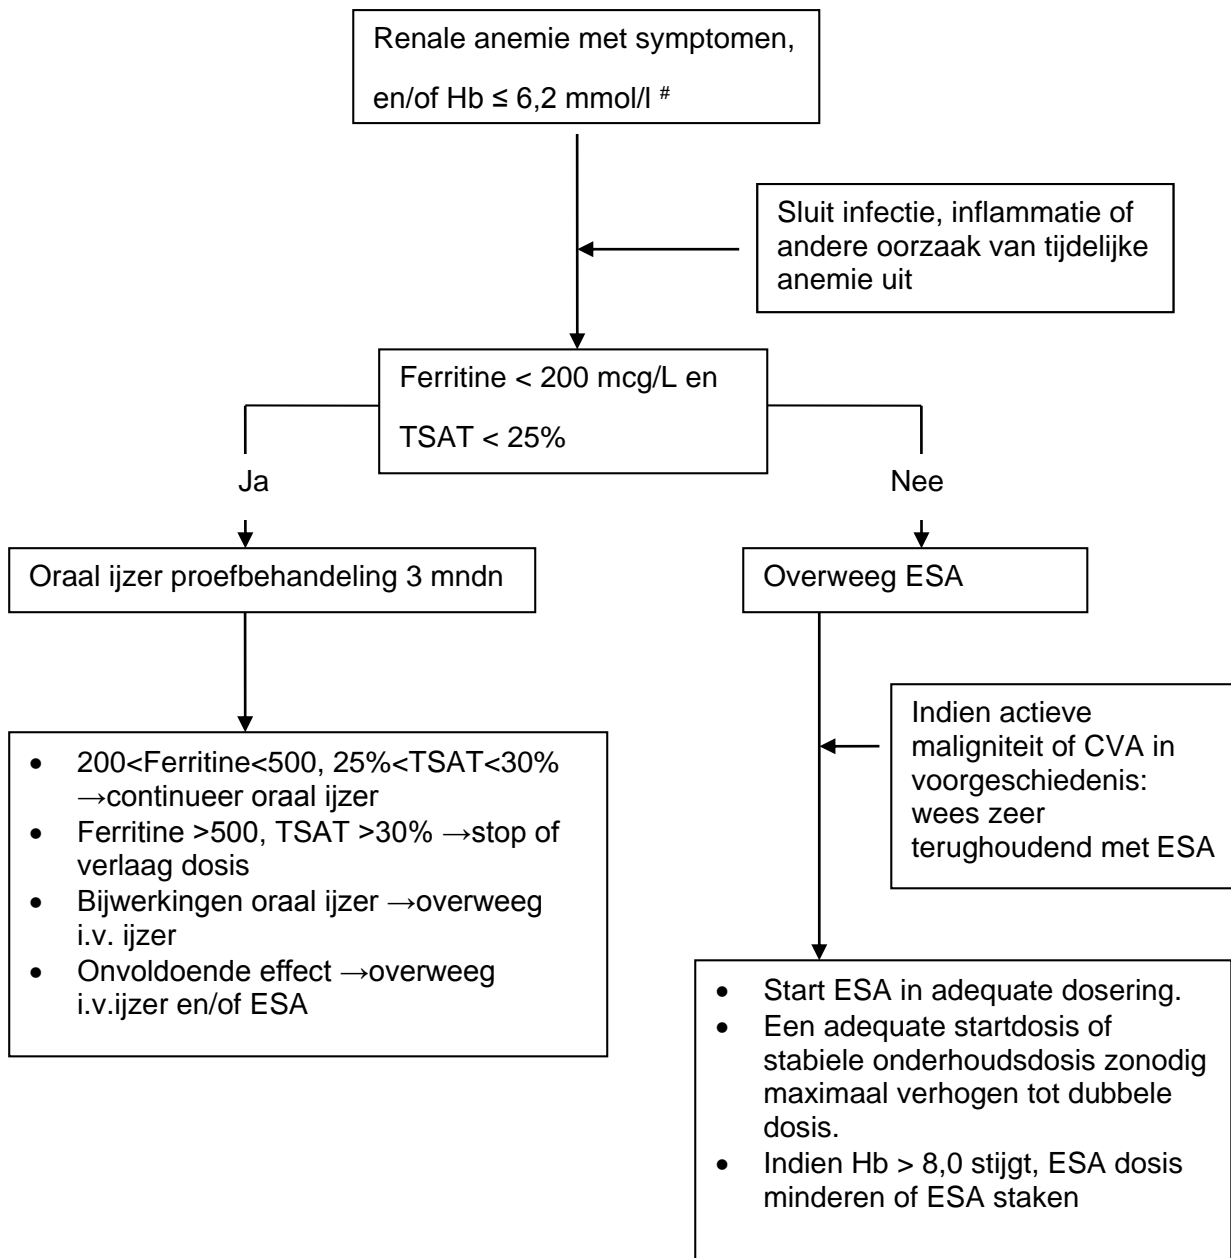 Renale anemie met symptomen,
en/of Hb ≤ 6,2 mmol/l #
Sluit infectie, inflammatie of
andere oorzaak van tijdelijke
anemie uit
Ferritine < 200 mcg/L en
TSAT < 25%
Ja
Nee
Oraal ijzer proefbehandeling 3 mndn
Overweeg ESA
Indien actieve
maligniteit of CVA in
voorgeschiedenis:
wees zeer
terughoudend met ESA
• 200<Ferritine<500, 25%<TSAT<30%
→continueer oraal ijzer
• Ferritine >500, TSAT >30% →stop of
verlaag dosis
• Bijwerkingen oraal ijzer →overweeg
i.v. ijzer
• Onvoldoende effect →overweeg
i.v.ijzer en/of ESA
• Start ESA in adequate dosering.
• Een adequate startdosis of
stabiele onderhoudsdosis zonodig
maximaal verhogen tot dubbele
dosis.
• Indien Hb > 8,0 stijgt, ESA dosis
minderen of ESA staken